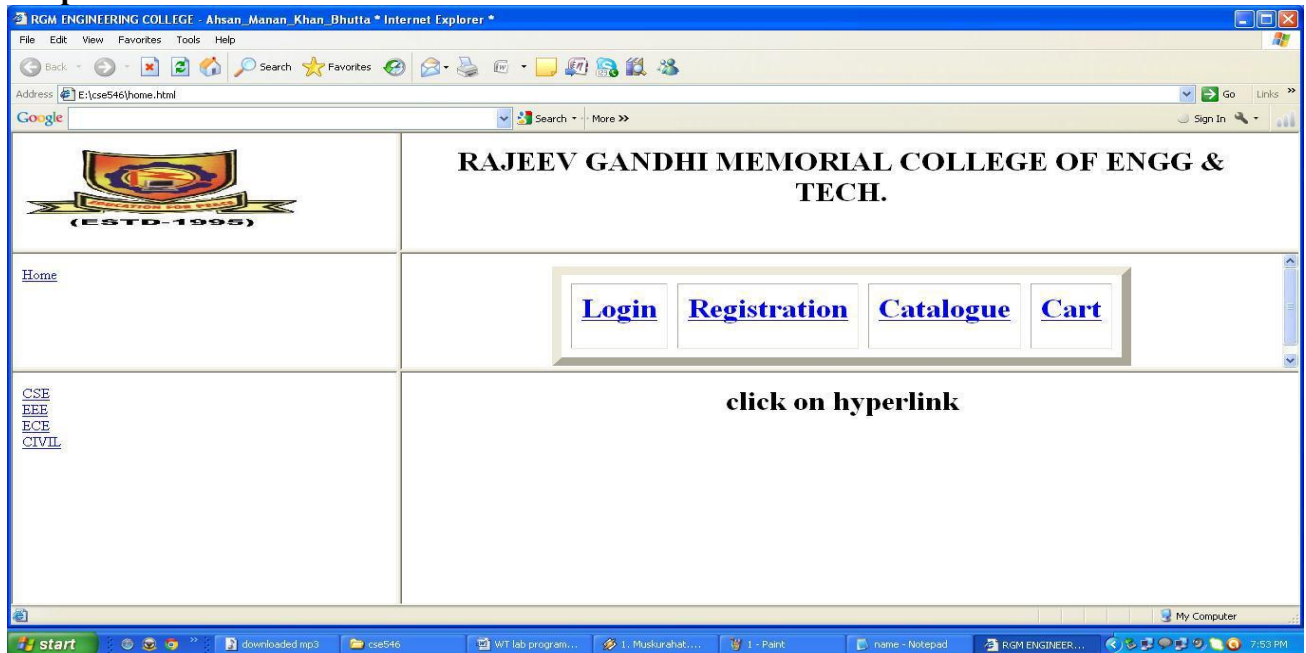 RGM ENGINEERING COLLEGE - Ahsan_Manan_Khan_Bhutta * Internet Explorer *
File Edit View Favorites Tools Help
Back Search Favorites
Address E:\cse546\home.html Go Links »
Google Search More » Sign In
EDUCATION FOR PEACE
(ESTD-1995)
RAJEEV GANDHI MEMORIAL COLLEGE OF ENGG &
TECH.
Home
Login Registration Catalogue Cart
CSE
EEE
ECE
CIVIL
click on hyperlink
My Computer
start downloaded mp3 cse546 WT lab program... 1. Muskurahat.... 1 - Paint name - Notepad RGM ENGINEER... 7:53 PM